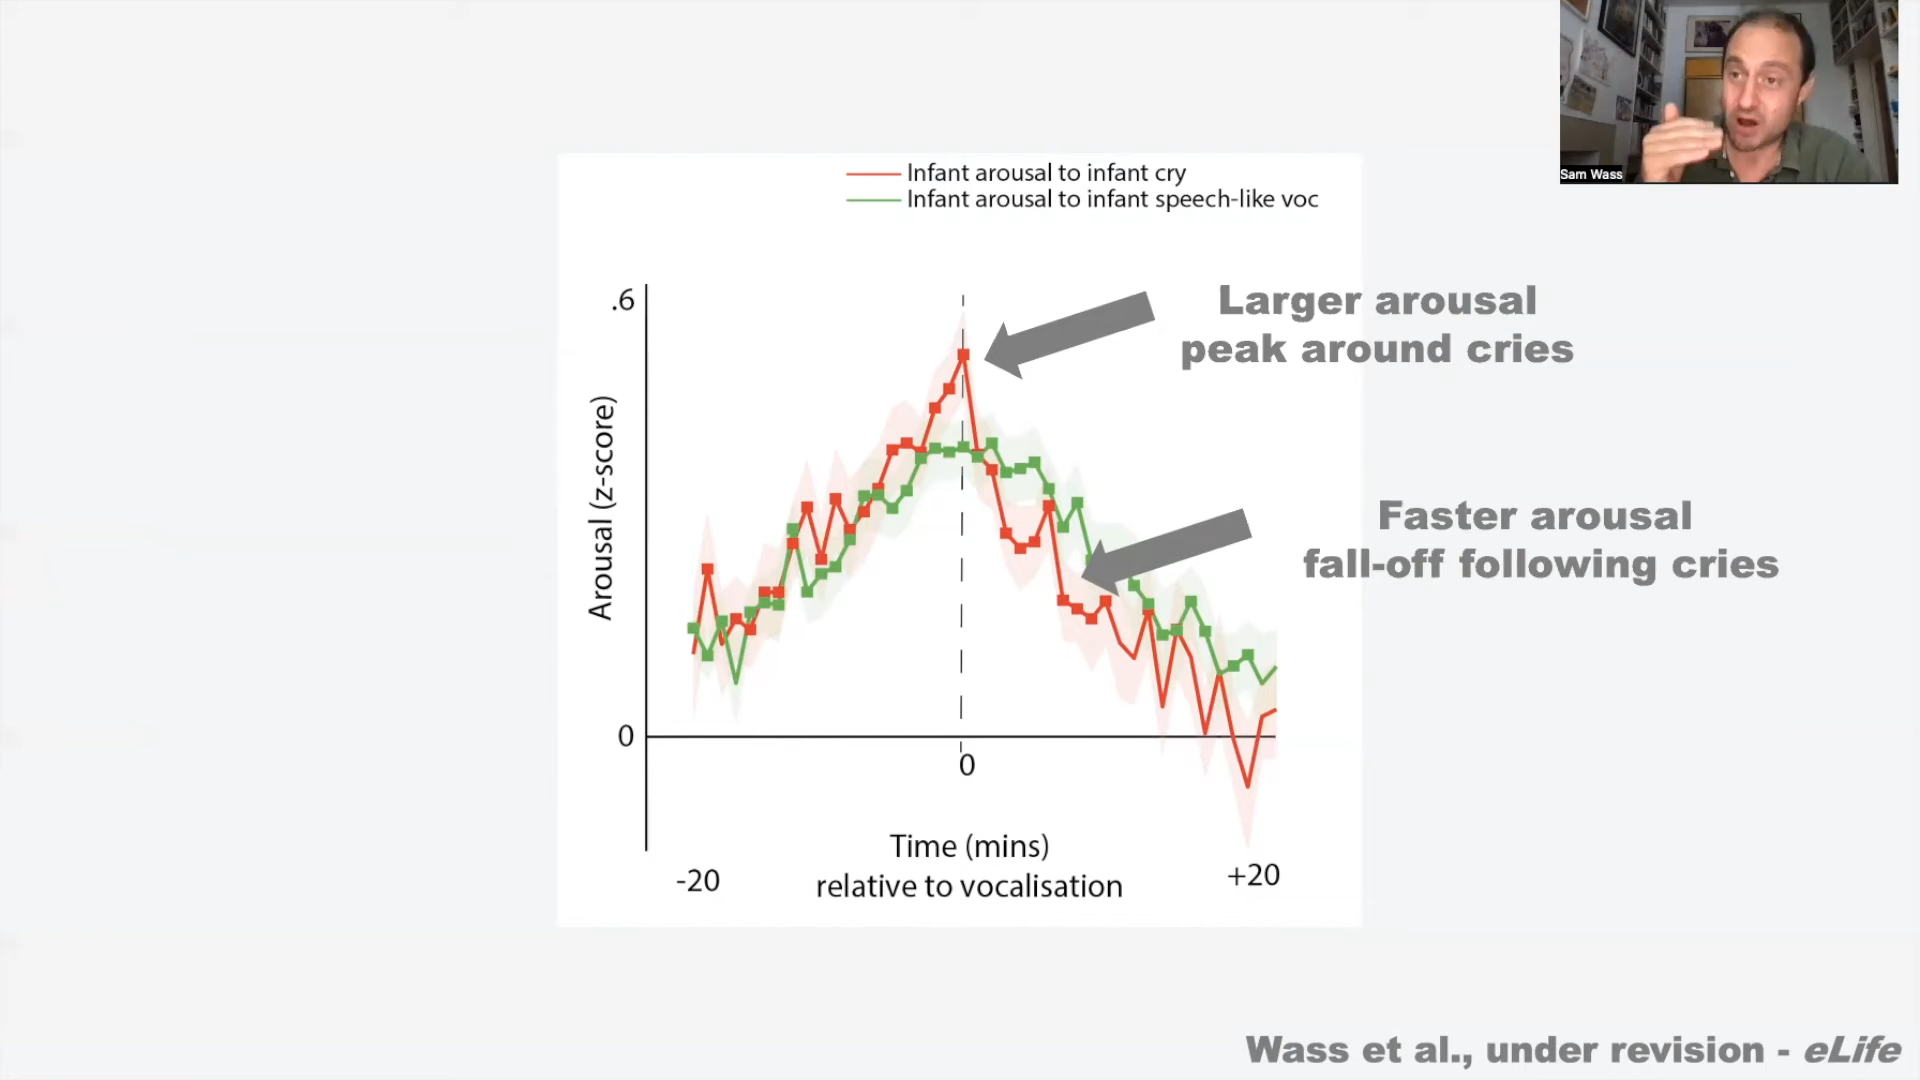 Sam Wass
Infant arousal to infant cry
Infant arousal to infant speech-like voc
Larger arousal
peak around cries
Faster arousal
fall-off following cries
.6
Arousal (z-score)
0
0
Time (mins)
relative to vocalisation
-20
+20
Wass et al., under revision - eLife